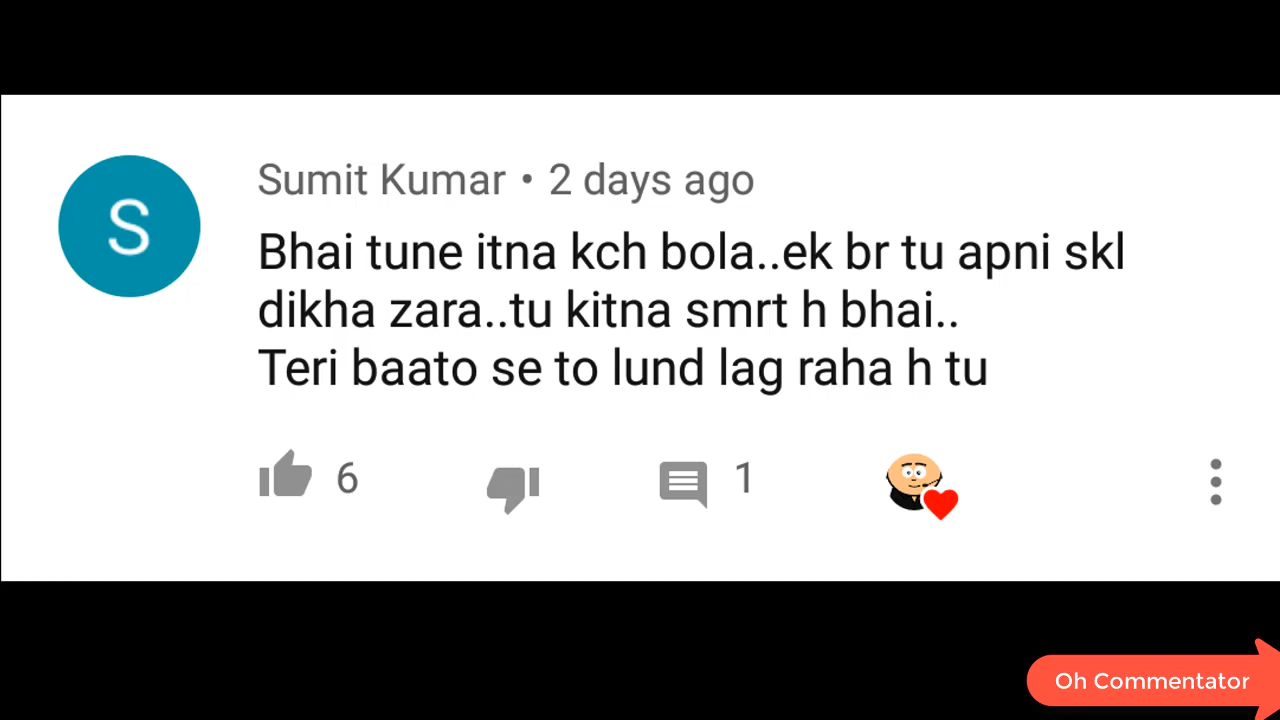 S
Sumit Kumar • 2 days ago
Bhai tune itna kch bola..ek br tu apni skl
dikha zara..tu kitna smrt h bhai..
Teri baato se to lund lag raha h tu
6
1
Oh Commentator